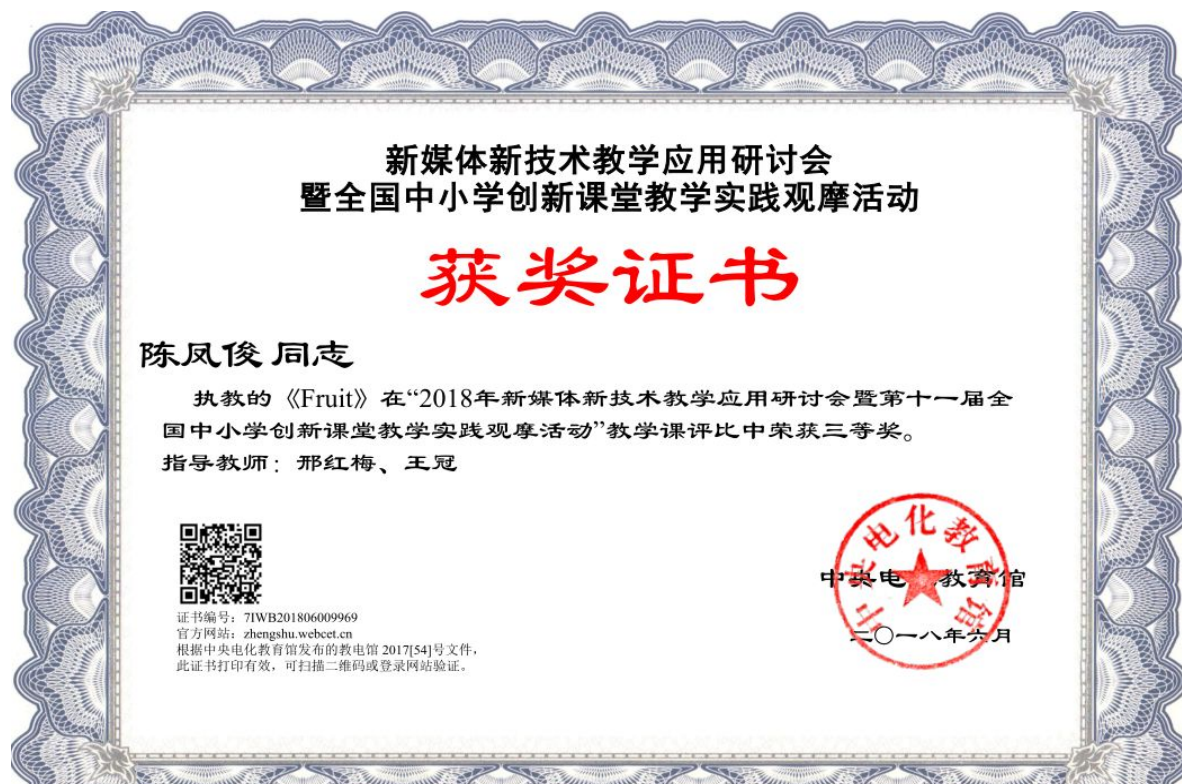 新媒体新技术教学应用研讨会
暨全国中小学创新课堂教学实践观摩活动
获奖证书
陈凤俊 同志
执教的《Fruit》在“2018年新媒体新技术教学应用研讨会暨第十一届全
国中小学创新课堂教学实践观摩活动”教学课评比中荣获三等奖。
指导教师：邢红梅、王冠
证书编号：7IWB201806009969
官方网站：zhengshu.webcet.cn
根据中央电化教育馆发布的教电馆 2017[54]号文件，
此证书打印有效，可扫描二维码或登录网站验证。
中央电化教育馆
中央电化教育馆
二〇一八年六月